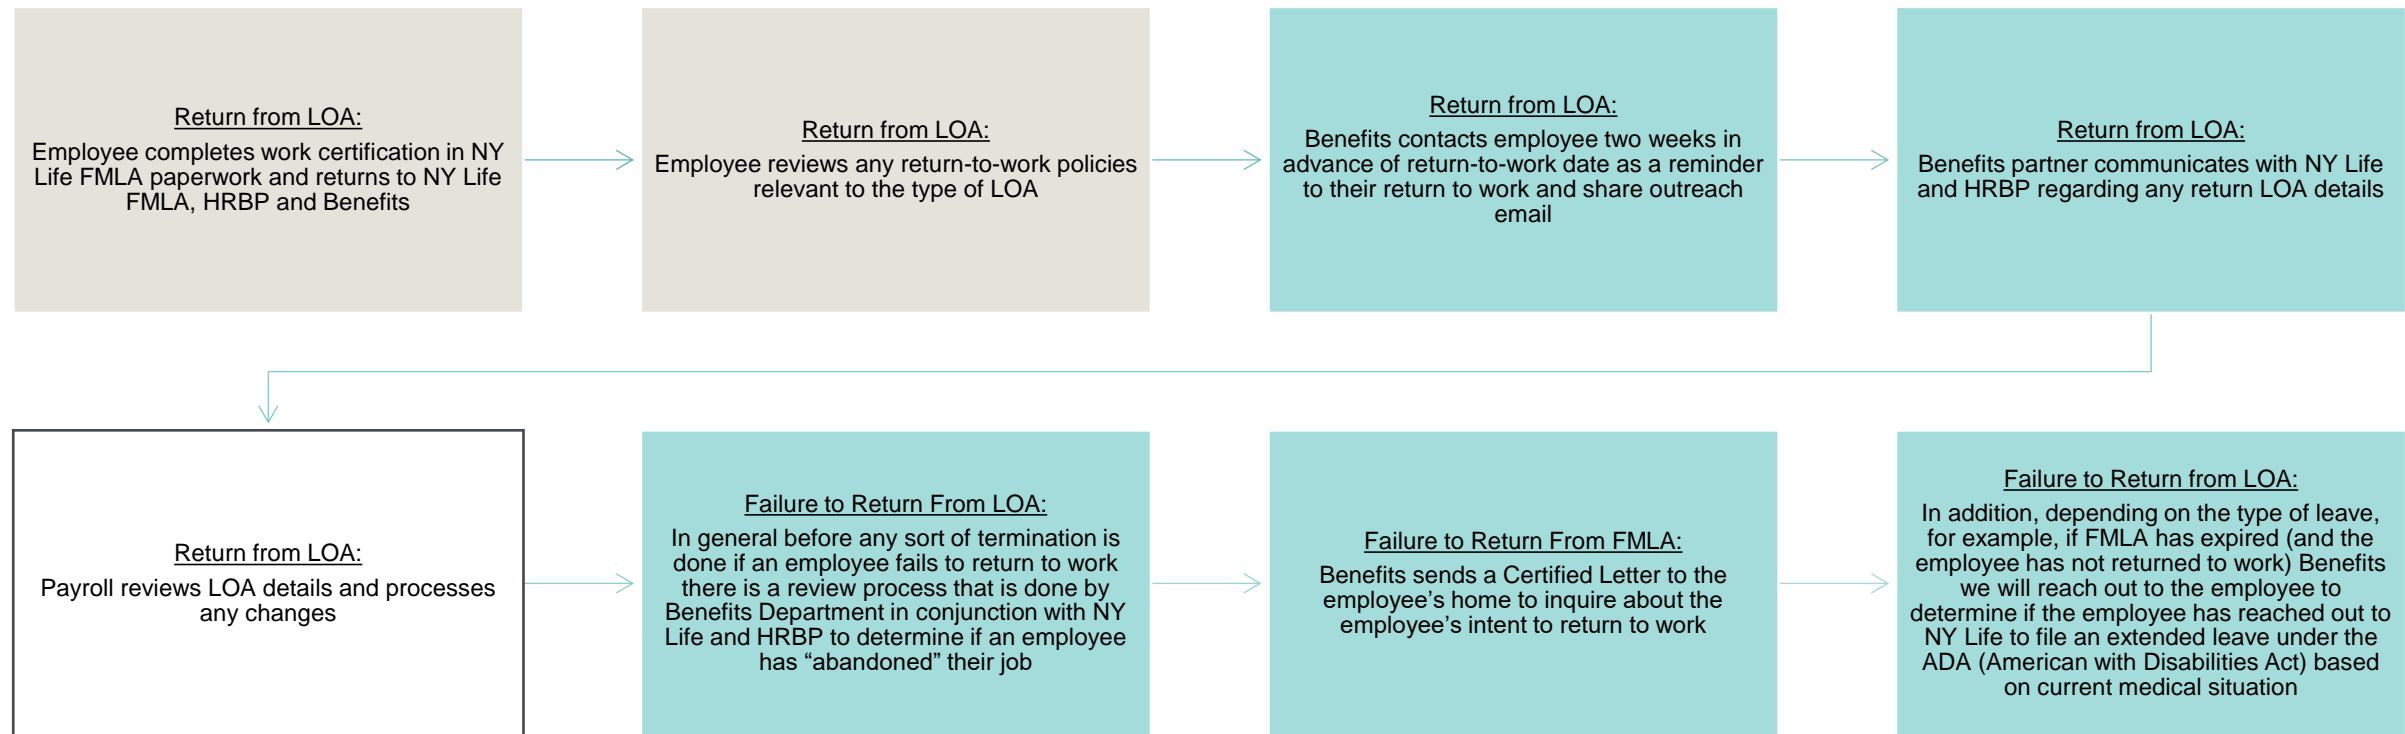 Return from LOA:
Employee completes work certification in NY
Life FMLA paperwork and returns to NY Life
FMLA, HRBP and Benefits
Return from LOA:
Employee reviews any return-to-work policies
relevant to the type of LOA
Return from LOA:
Benefits contacts employee two weeks in
advance of return-to-work date as a reminder
to their return to work and share outreach
email
Return from LOA:
Benefits partner communicates with NY Life
and HRBP regarding any return LOA details
Return from LOA:
Payroll reviews LOA details and processes
any changes
Failure to Return From LOA:
In general before any sort of termination is
done if an employee fails to return to work
there is a review process that is done by
Benefits Department in conjunction with NY
Life and HRBP to determine if an employee
has “abandoned” their job
Failure to Return From FMLA:
Benefits sends a Certified Letter to the
employee’s home to inquire about the
employee’s intent to return to work
Failure to Return from LOA:
In addition, depending on the type of leave,
for example, if FMLA has expired (and the
employee has not returned to work) Benefits
we will reach out to the employee to
determine if the employee has reached out to
NY Life to file an extended leave under the
ADA (American with Disabilities Act) based
on current medical situation